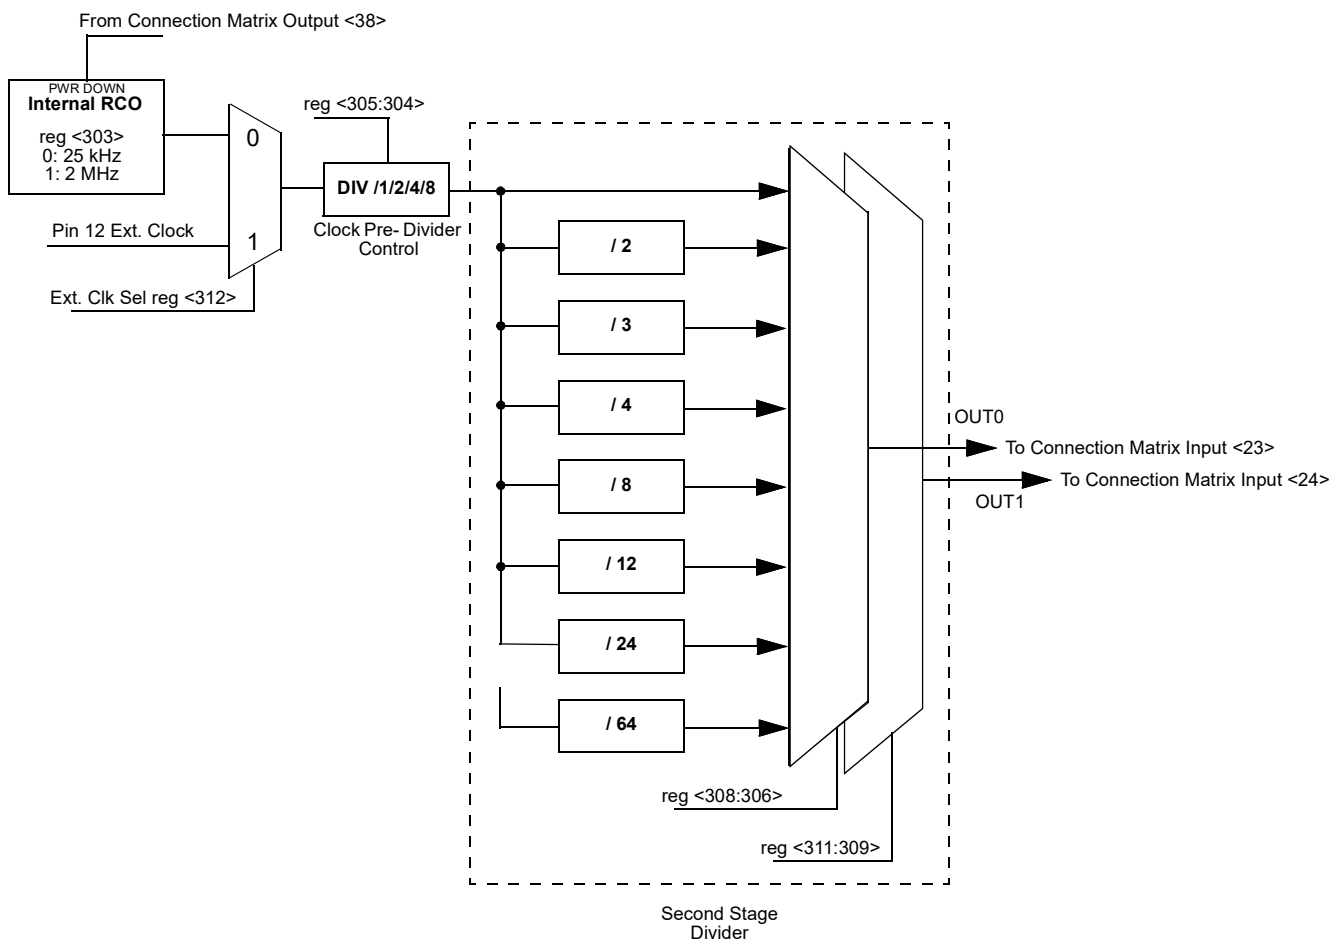 From Connection Matrix Output <38>
PWR DOWN
Internal RCO
reg <303>
0: 25 kHz
1: 2 MHz
0
1
Pin 12 Ext. Clock
Ext. Clk Sel reg <312>
reg <305:304>
DIV /1/2/4/8
Clock Pre- Divider
Control
/ 2
/ 3
/ 4
/ 8
/ 12
/ 24
/ 64
OUT0
To Connection Matrix Input <23>
To Connection Matrix Input <24>
OUT1
reg <308:306>
reg <311:309>
Second Stage
Divider